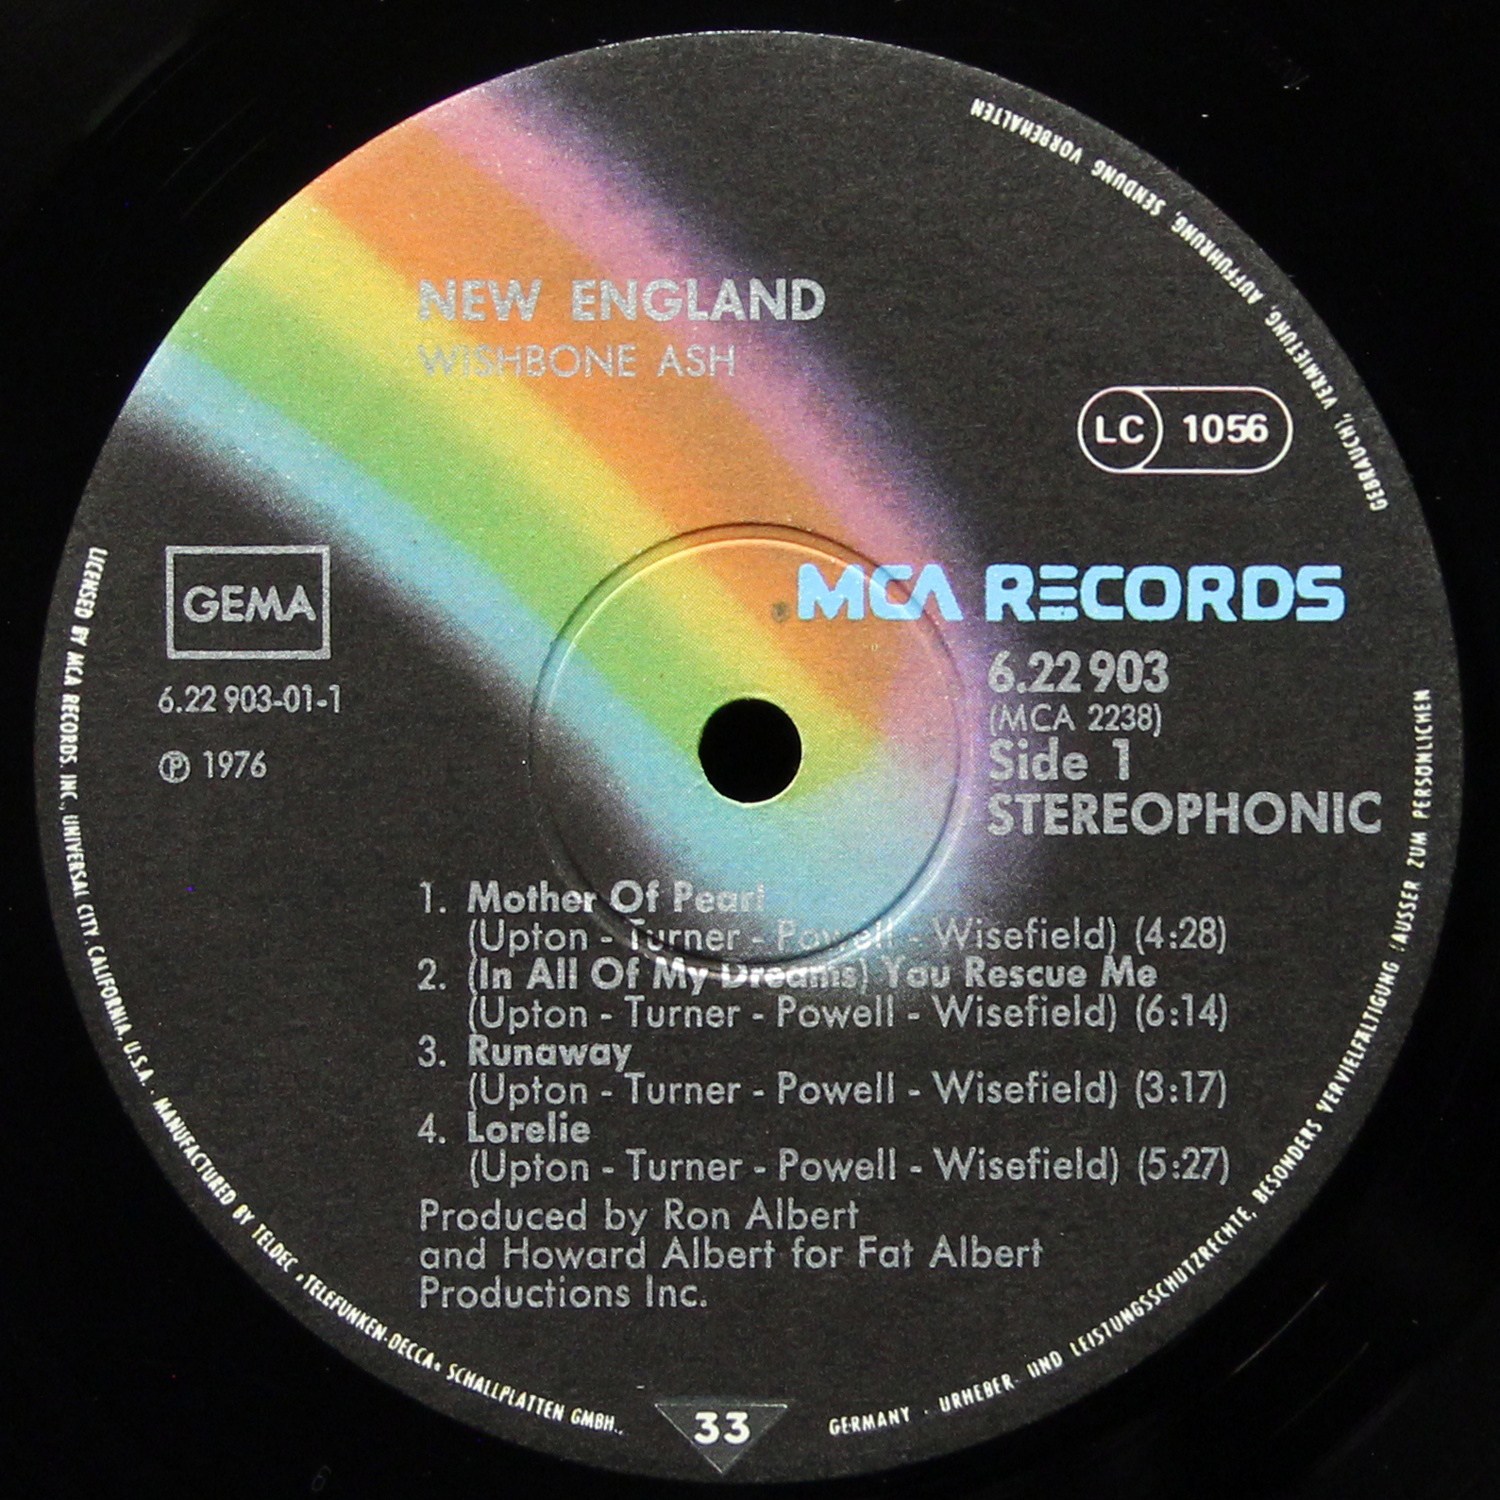 NEW ENGLAND
WISHBONE ASH
LC 1056
GEMA
6.22 903-01-1
℗ 1976
MCA RECORDS
6.22 903
(MCA 2238)
Side 1
STEREOPHONIC
1. Mother Of Pearl
(Upton - Turner - Powell - Wisefield) (4:28)
2. (In All Of My Dreams) You Rescue Me
(Upton - Turner - Powell - Wisefield) (6:14)
3. Runaway
(Upton - Turner - Powell - Wisefield) (3:17)
4. Lorelie
(Upton - Turner - Powell - Wisefield) (5:27)
Produced by Ron Albert
and Howard Albert for Fat Albert
Productions Inc.
33
LICENSED BY MCA RECORDS, INC., UNIVERSAL CITY, CALIFORNIA, U.S.A. · MANUFACTURED BY TELDEC »TELEFUNKEN-DECCA« SCHALLPLATTEN GMBH.,
GERMANY · URHEBER- UND LEISTUNGSSCHUTZRECHTE, BESONDERS VERVIELFÄLTIGUNG (AUSSER ZUM PERSÖNLICHEN
GEBRAUCH), VERMIETUNG, AUFFÜHRUNG, SENDUNG VORBEHALTEN